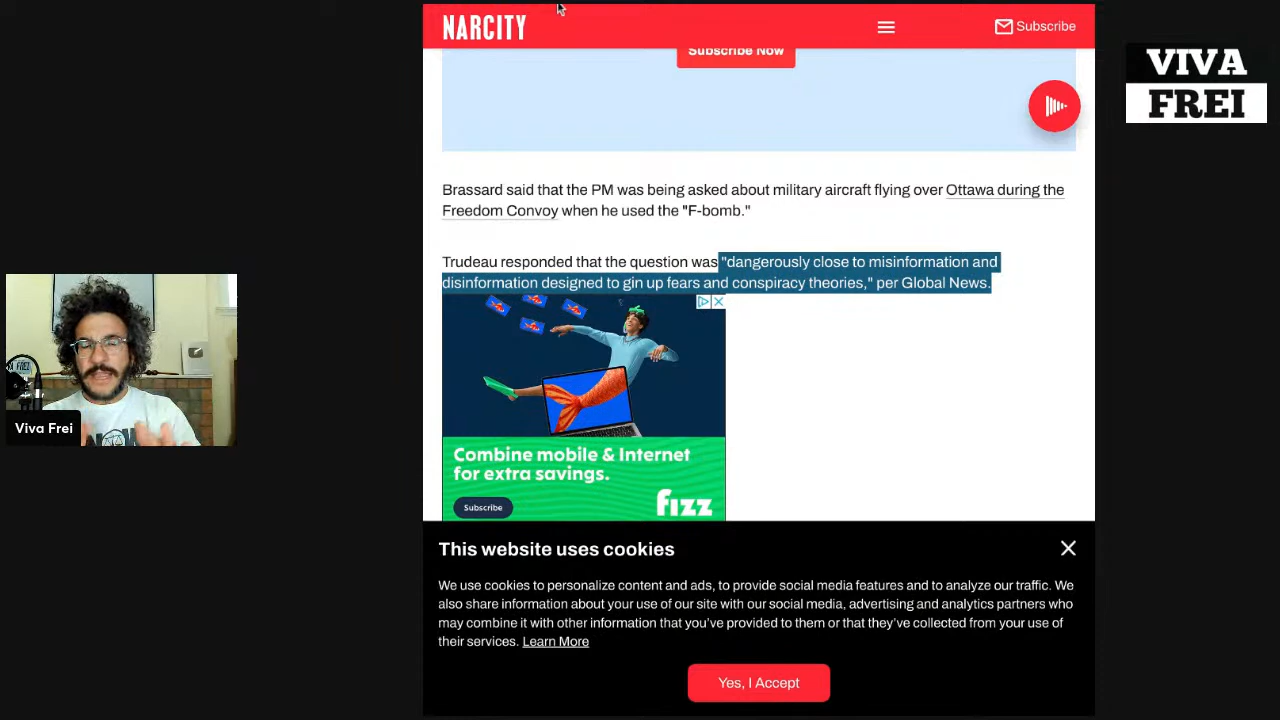 NARCITY
Subscribe
Subscribe Now
VIVA
FREI
Brassard said that the PM was being asked about military aircraft flying over Ottawa during the
Freedom Convoy when he used the "F-bomb."
Trudeau responded that the question was "dangerously close to misinformation and
disinformation designed to gin up fears and conspiracy theories," per Global News.
Viva Frei
Combine mobile & Internet
for extra savings.
Subscribe
fizz
This website uses cookies
We use cookies to personalize content and ads, to provide social media features and to analyze our traffic. We
also share information about your use of our site with our social media, advertising and analytics partners who
may combine it with other information that you've provided to them or that they've collected from your use of
their services. Learn More
Yes, I Accept